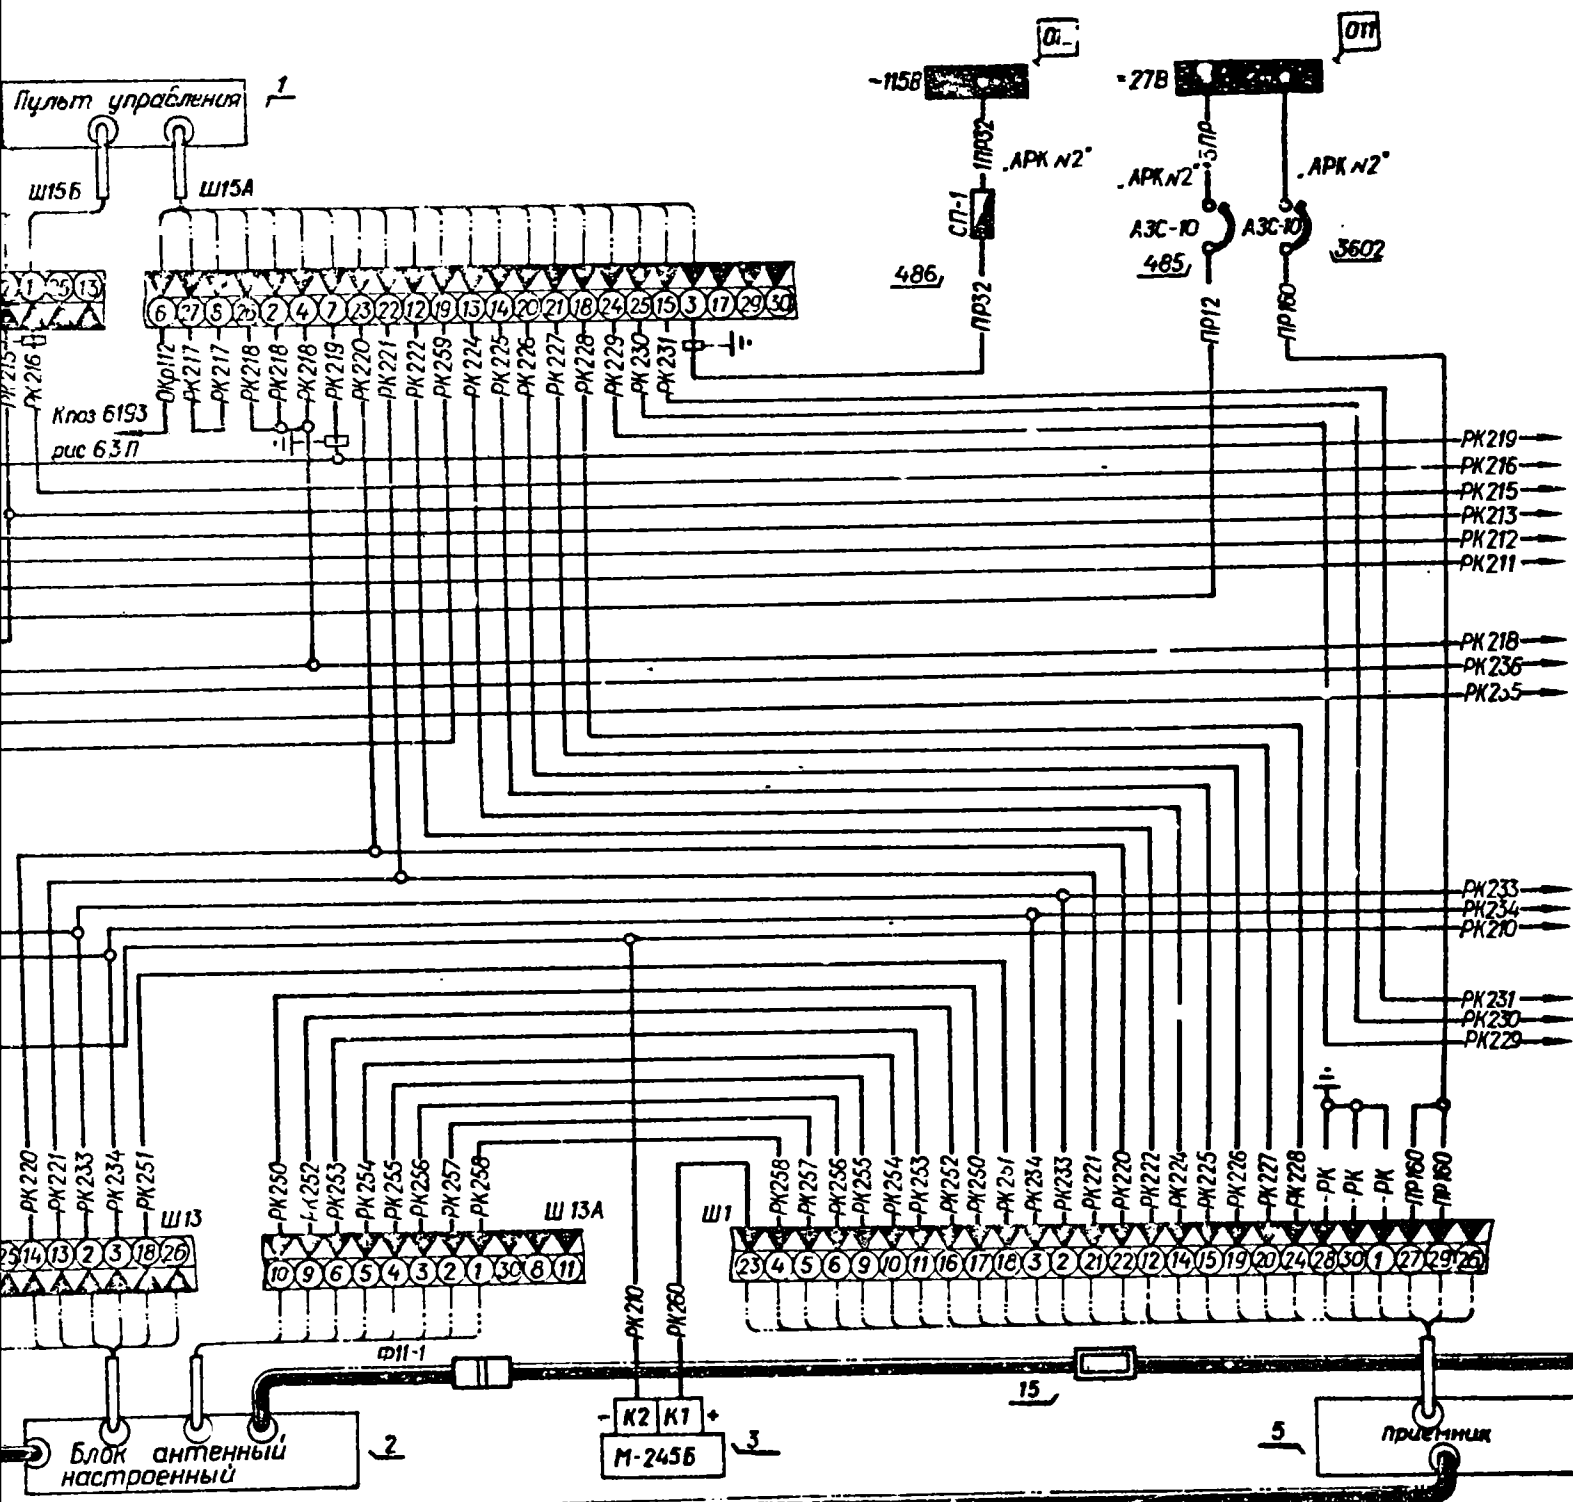 011
~115В
=27В
Пульт управления
1
1ПР32
„АРК №2"
„АРК №2"
„АРК №2"
Ш15Б
Ш15А
СП-1
АЗС-10
АЗС-10
486
485
3602
1
13
6 27 8 26 2 4 7 23 22 12 19 13 14 20 21 18 24 25 15 3 17 29 30
ПР32
ПР12
ПР160
РК215 РК216
РК217 РК217 РК218 РК218 РК218 РК219 РК220 РК221 РК222 РК259 РК224 РК225 РК226 РК227 РК228 РК229 РК230 РК231
К поз 6193
рис 63П
РК219
РК216
РК215
РК213
РК212
РК211
РК218
РК236
РК233
РК234
РК210
РК231
РК230
РК229
РК220 РК221 РК233 РК234 РК251
РК250 РК253 РК254 РК255 РК256 РК257 РК258
РК258 РК257 РК256 РК255 РК254 РК253 РК252 РК250 РК234 РК233 РК221 РК220 РК222 РК224 РК225 РК226 РК227 РК228 РК РК РК ПР160 ПР160
Ш13
Ш 13А
Ш1
14 13 2 3 18 26
10 9 6 5 4 3 2 1 30 8 11
23 4 5 6 9 10 11 16 17 18 3 2 21 22 12 14 15 19 20 24 28 30 1 27 29 26
РК210
РК260
Ф11-1
15
- К2 К1 +
М-245Б
3
Блок антенный
настроенный
2
5
приемник